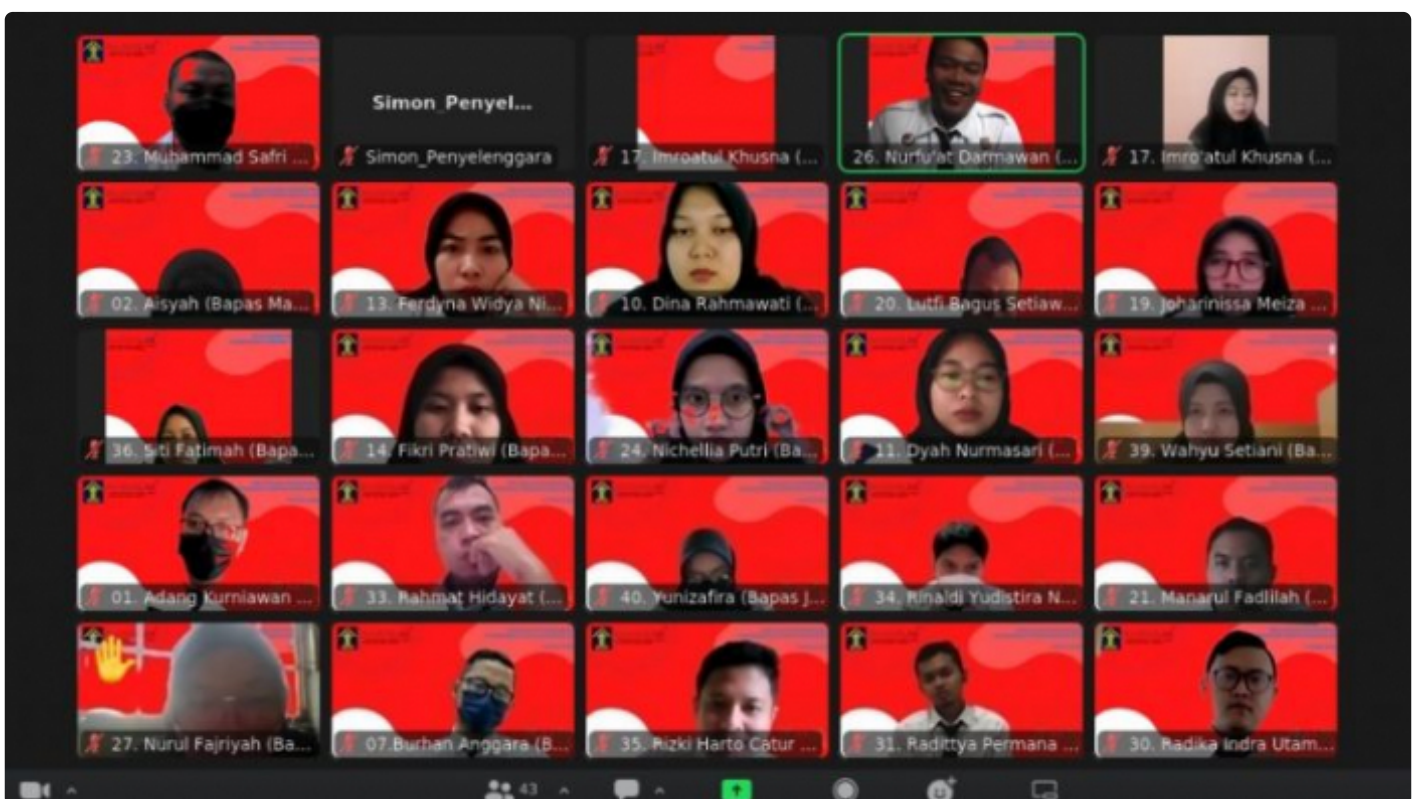 23. Muhammad Safri ...
Simon_Penyel...
Simon_Penyelenggara
17. Imroatul Khusna (...
26. Nurfu'at Darmawan (...
17. Imro'atul Khusna (...
02. Aisyah (Bapas Ma...
13. Ferdyna Widya Ni...
10. Dina Rahmawati (...
20. Lutfi Bagus Setiaw...
19. Joharinissa Meiza ...
36. Siti Fatimah (Bapa...
14. Fikri Pratiwi (Bapa...
24. Nichellia Putri (Ba...
11. Dyah Nurmasari (...
39. Wahyu Setiani (Ba...
01. Adang Kurniawan ...
33. Rahmat Hidayat (...
40. Yunizafira (Bapas J...
34. Rinaldi Yudistira N...
21. Manarul Fadlilah (...
27. Nurul Fajriyah (Ba...
07.Burhan Anggara (B...
35. Rizki Harto Catur ...
31. Radittya Permana ...
30. Radika Indra Utam...
43